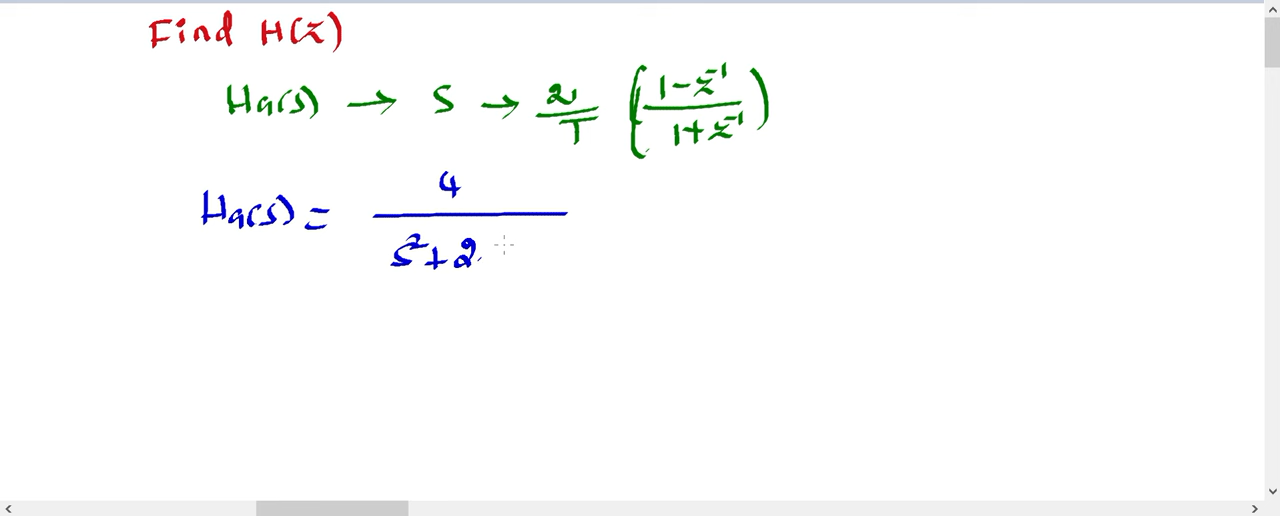 Find H(z)
Ha(s) → S → 2/T (1-z⁻¹/1+z⁻¹)
Ha(s) = 4/s²+2.